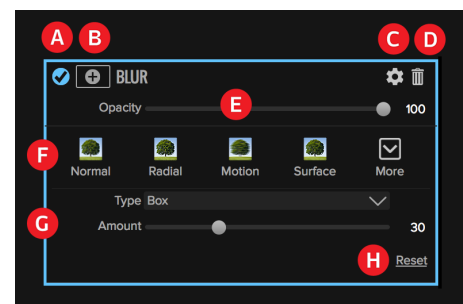 A B C D
BLUR
Opacity E 100
F Normal Radial Motion Surface More
Type Box
G Amount 30
H Reset